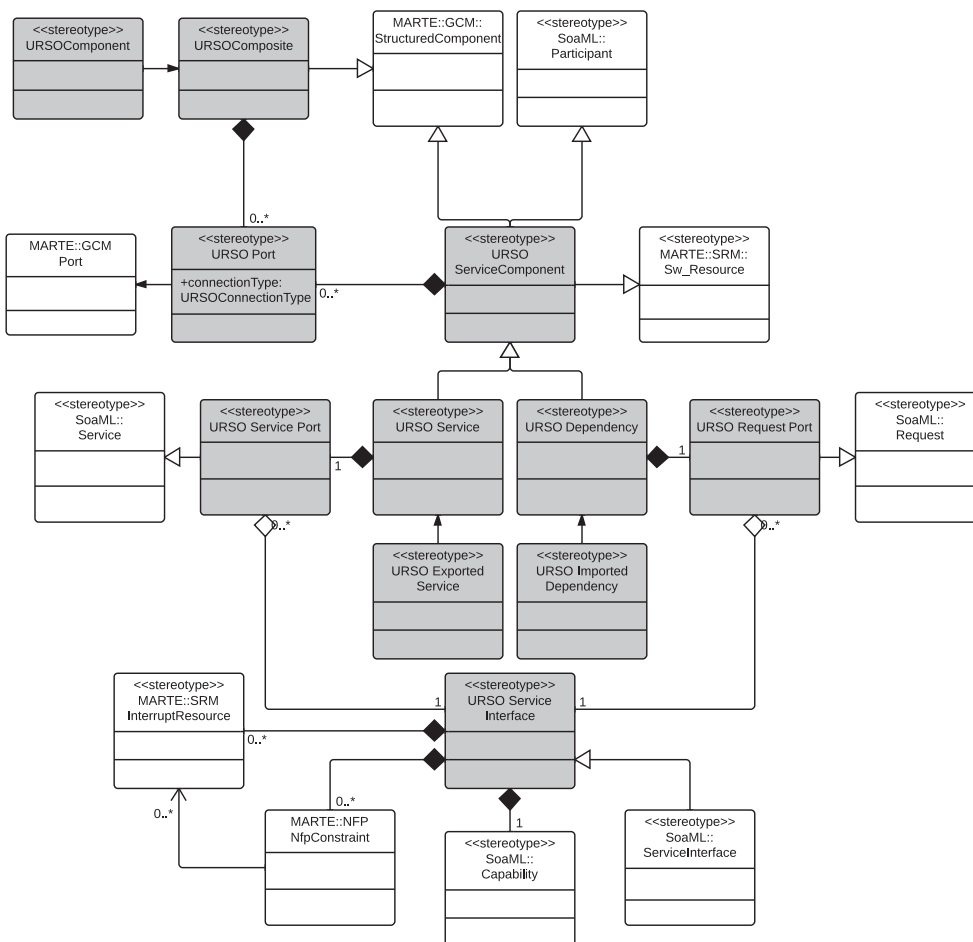 <<stereotype>>
URSOComponent
<<stereotype>>
URSOComposite
MARTE::GCM::
StructuredComponent
<<stereotype>>
SoaML::
Participant
0..*
MARTE::GCM
Port
<<stereotype>>
URSO Port
+connectionType:
URSOConnectionType
0..*
<<stereotype>>
URSO
ServiceComponent
<<stereotype>>
MARTE::SRM::
Sw_Resource
<<stereotype>>
SoaML::
Service
<<stereotype>>
URSO Service Port
1
<<stereotype>>
URSO Service
<<stereotype>>
URSO Dependency
1
<<stereotype>>
URSO Request Port
<<stereotype>>
SoaML::
Request
0..*
0..*
<<stereotype>>
URSO Exported
Service
<<stereotype>>
URSO Imported
Dependency
<<stereotype>>
MARTE::SRM
InterruptResource
0..*
1
<<stereotype>>
URSO Service
Interface
1
0..*
0..*
MARTE::NFP
NfpConstraint
1
<<stereotype>>
SoaML::
Capability
<<stereotype>>
SoaML::
ServiceInterface